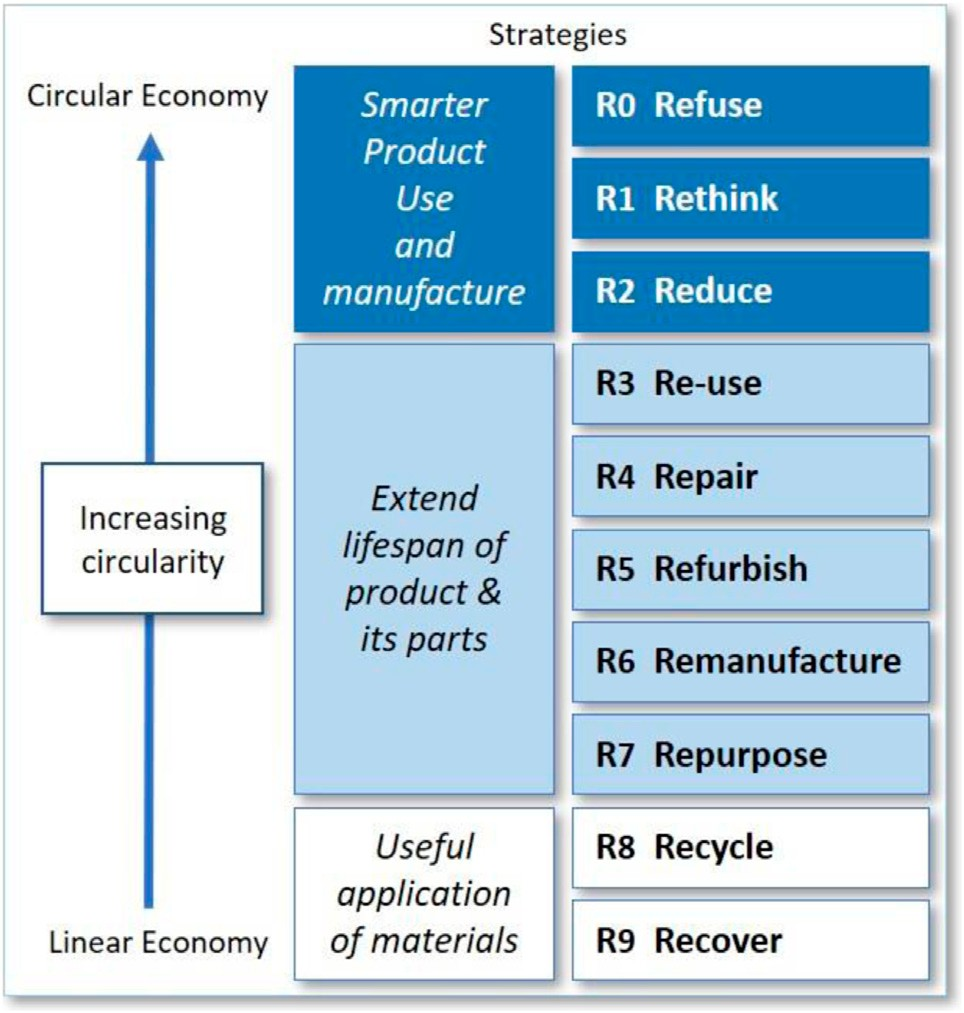 Strategies
Circular Economy
Increasing
circularity
Linear Economy
Smarter
Product
Use
and
manufacture
R0 Refuse
R1 Rethink
R2 Reduce
Extend
lifespan of
product &
its parts
R3 Re-use
R4 Repair
R5 Refurbish
R6 Remanufacture
R7 Repurpose
Useful
application
of materials
R8 Recycle
R9 Recover